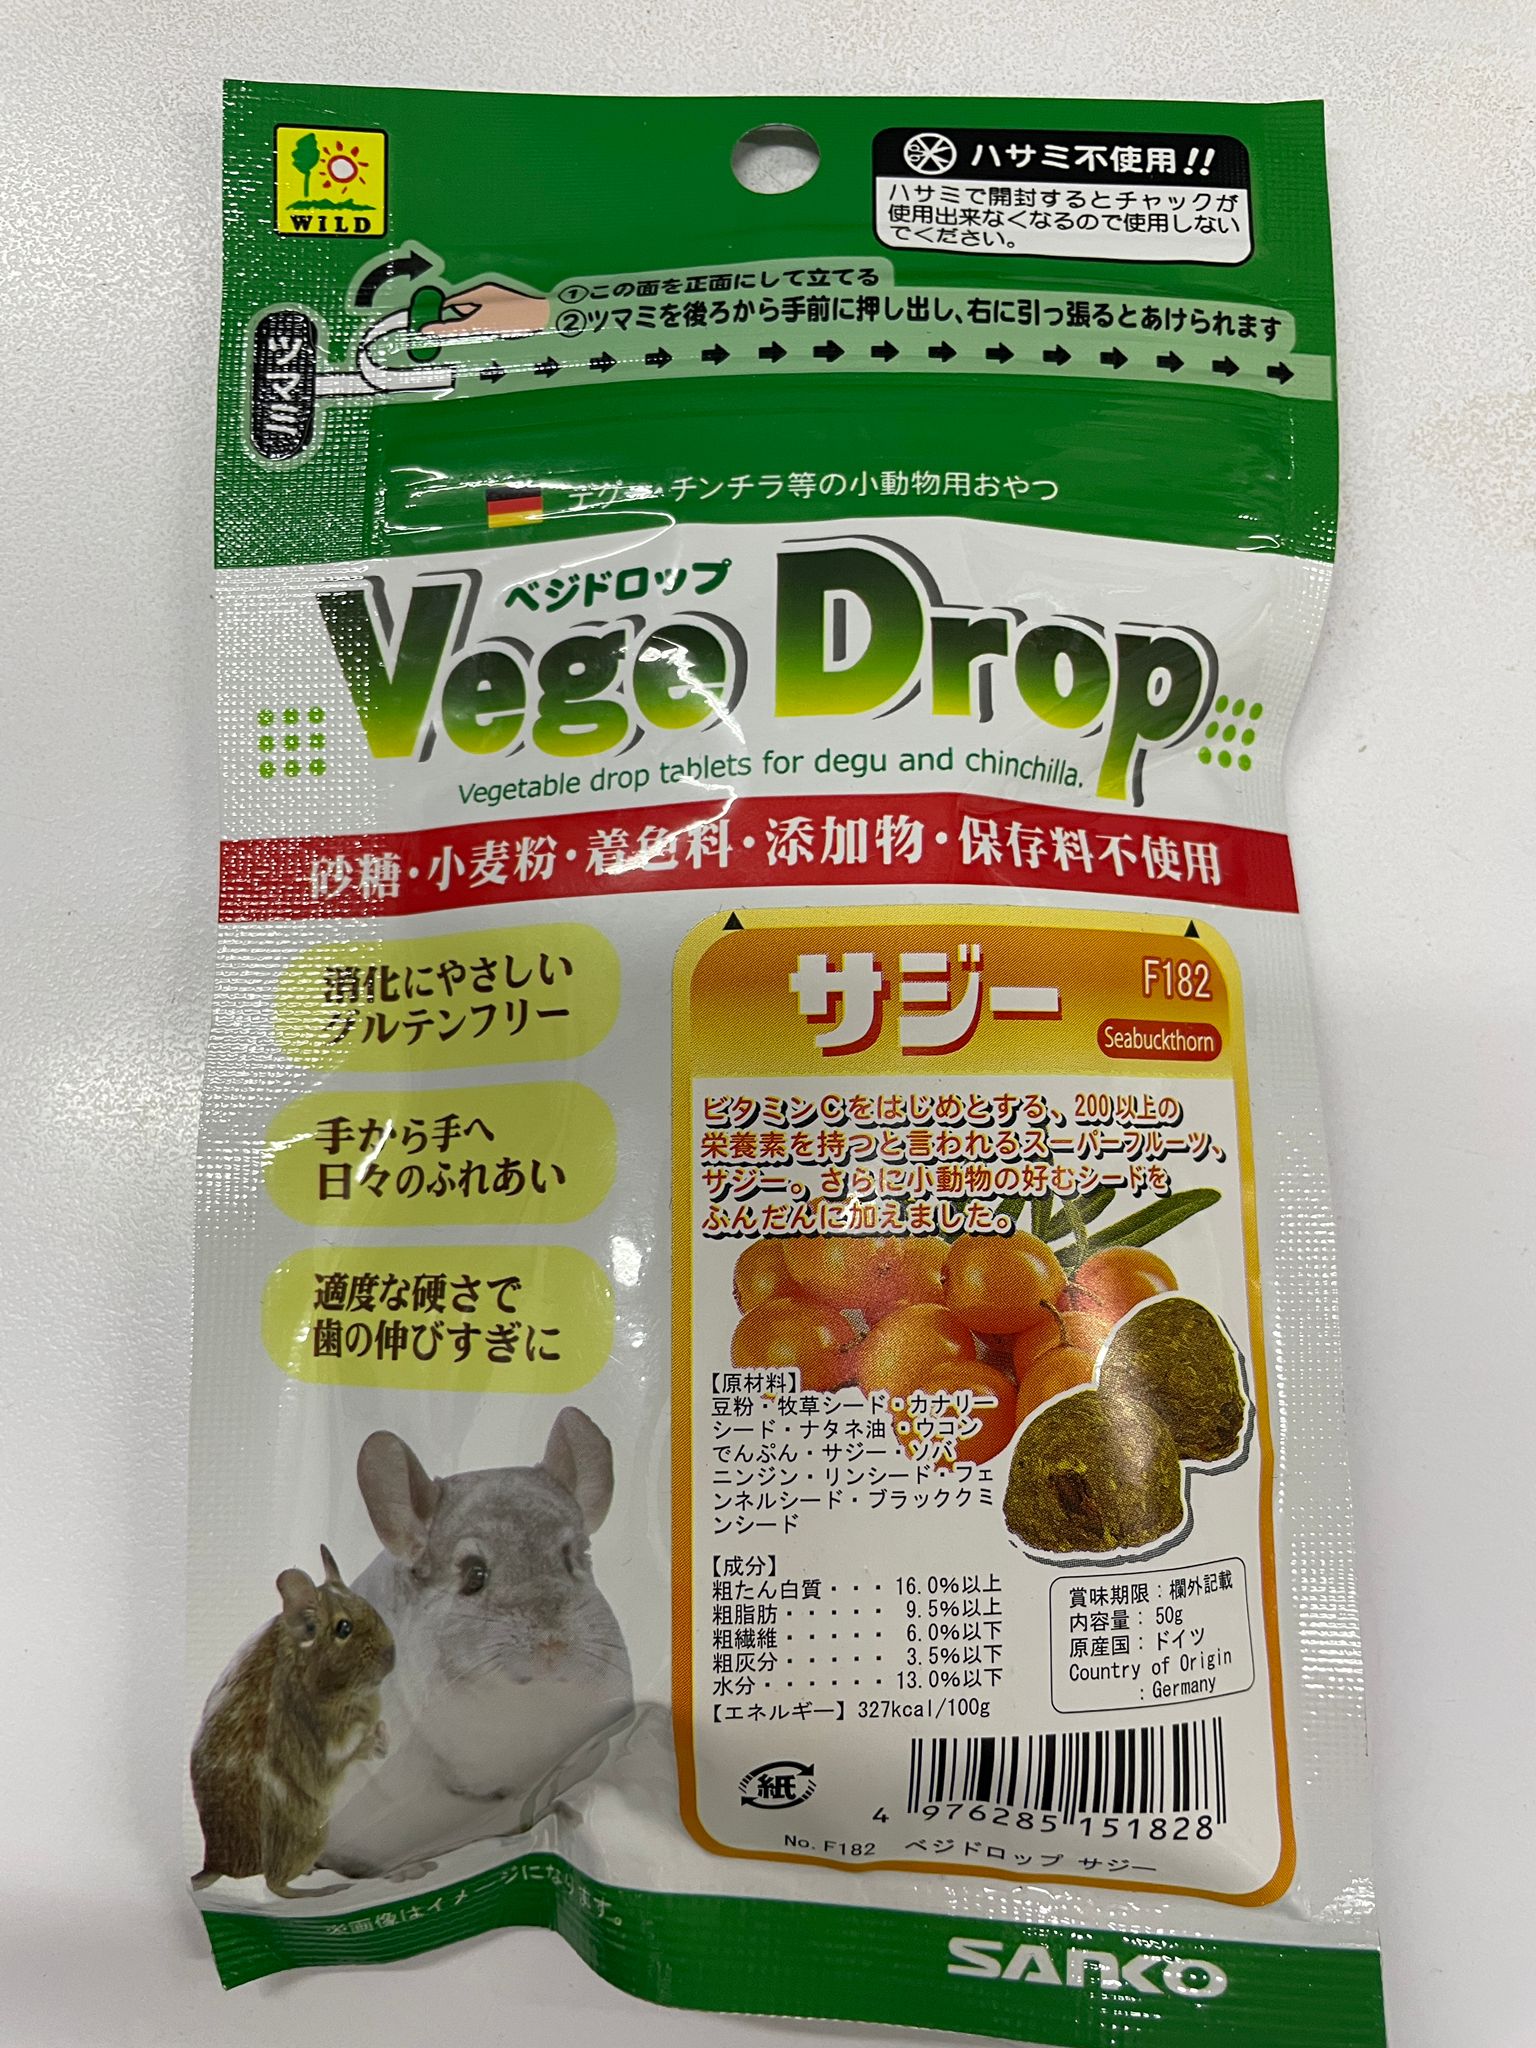 WILD
ハサミ不使用!!
ハサミで開封するとチャックが
使用出来なくなるので使用しない
でください。
①この面を正面にして立てる
②ツマミを後ろから手前に押し出し、右に引っ張るとあけられます
ツマミ
チンチラ等の小動物用おやつ
ベジドロップ
Vege Drop
Vegetable drop tablets for degu and chinchilla.
砂糖・小麦粉・着色料・添加物・保存料不使用
消化にやさしい
グルテンフリー
手から手へ
日々のふれあい
適度な硬さで
歯の伸びすぎに
サジー
F182
Seabuckthorn
ビタミンCをはじめとする、200以上の
栄養素を持つと言われるスーパーフルーツ、
サジー。さらに小動物の好むシードを
ふんだんに加えました。
【原材料】
豆粉・牧草シード・カナリー
シード・ナタネ油・ウコン
でんぷん・サジー・ソバ
ニンジン・リンシード・フェ
ンネルシード・ブラッククミ
ンシード
【成分】
粗たん白質・・・16.0%以上
粗脂肪・・・・・9.5%以上
粗繊維・・・・・6.0%以下
粗灰分・・・・・3.5%以下
水分・・・・・・13.0%以下
【エネルギー】327kcal/100g
賞味期限：欄外記載
内容量：50g
原産国：ドイツ
Country of Origin
：Germany
紙
4 976285 151828
No. F182 ベジドロップ サジー
※画像はイメージになります。
SANKO